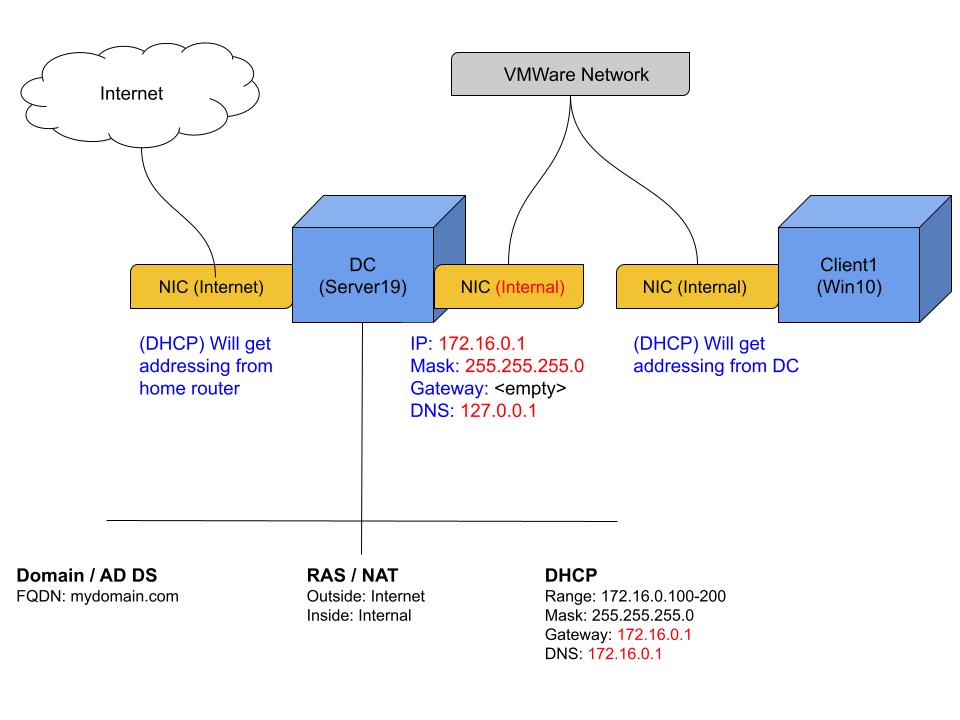 Internet
VMWare Network
NIC (Internet)
DC
(Server19)
NIC (Internal)
NIC (Internal)
Client1
(Win10)
(DHCP) Will get
addressing from
home router
IP: 172.16.0.1
Mask: 255.255.255.0
Gateway: <empty>
DNS: 127.0.0.1
(DHCP) Will get
addressing from DC
Domain / AD DS
FQDN: mydomain.com
RAS / NAT
Outside: Internet
Inside: Internal
DHCP
Range: 172.16.0.100-200
Mask: 255.255.255.0
Gateway: 172.16.0.1
DNS: 172.16.0.1